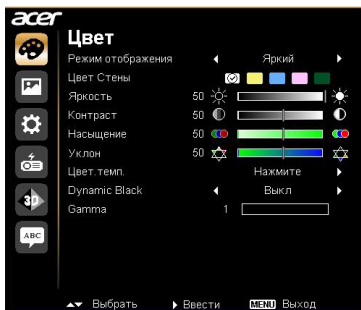 acer
Цвет
Режим отображения Яркий
Цвет Стены
Яркость 50
Контраст 50
Насыщение 50
Уклон 50
Цвет.темп. Нажмите
Dynamic Black Выкл
Gamma 1
3D
ABC
Выбрать Ввести MENU Выход